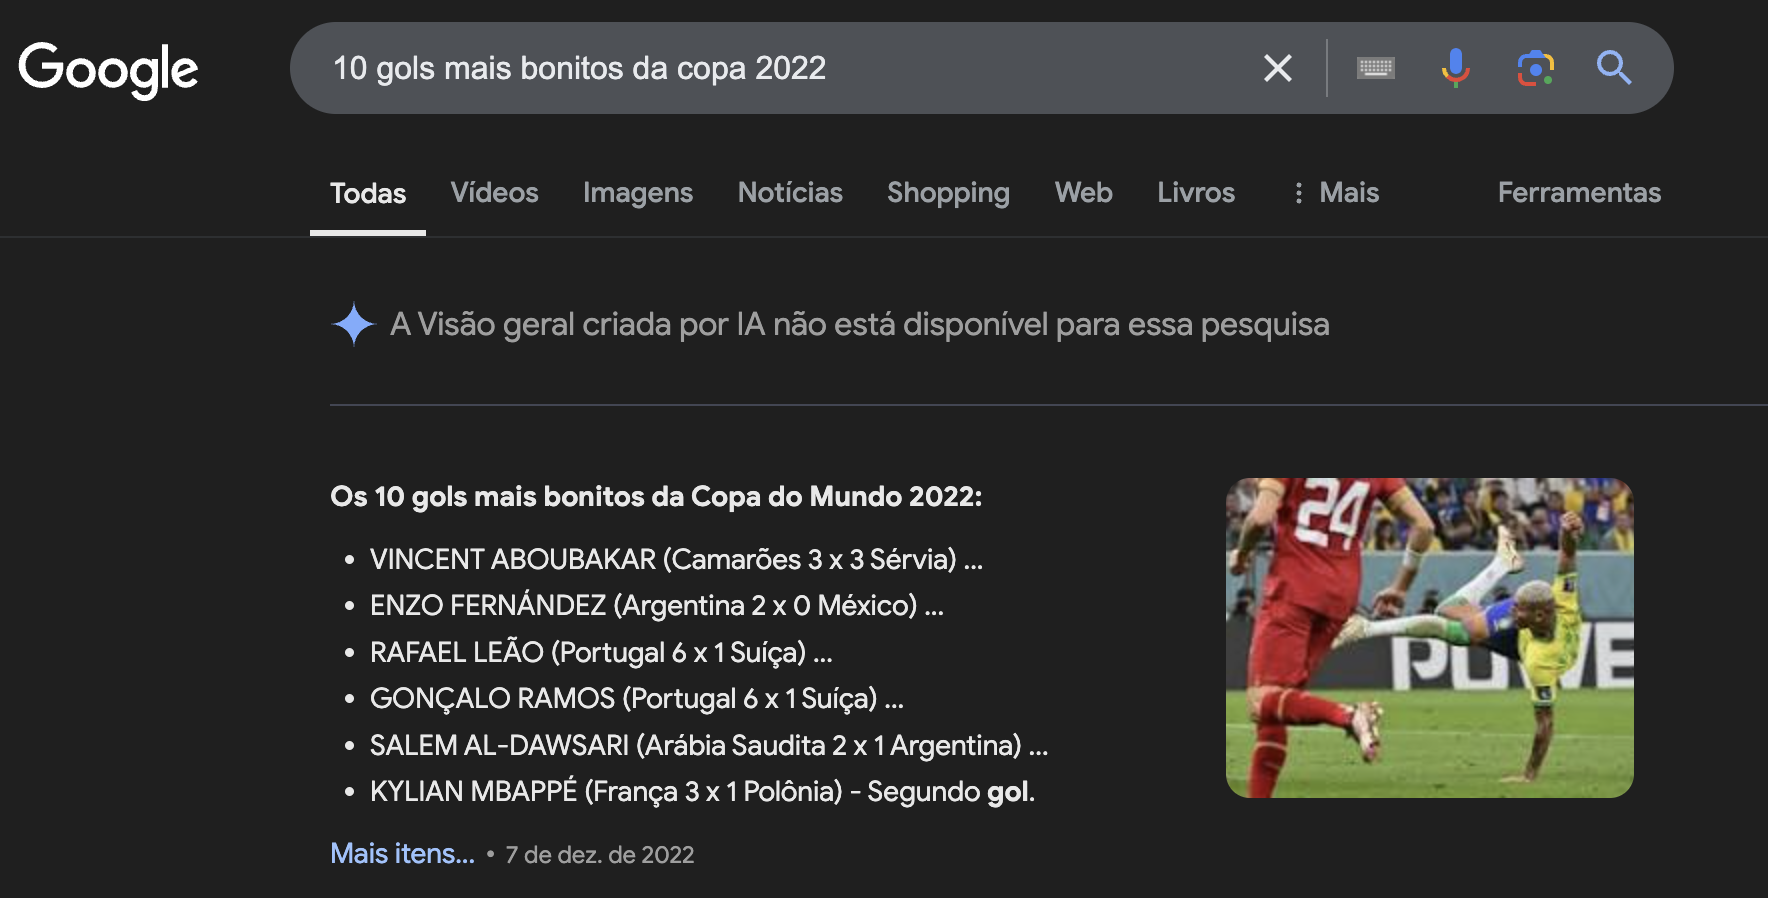 Google
10 gols mais bonitos da copa 2022
Todas Vídeos Imagens Notícias Shopping Web Livros Mais Ferramentas
A Visão geral criada por IA não está disponível para essa pesquisa
Os 10 gols mais bonitos da Copa do Mundo 2022:
• VINCENT ABOUBAKAR (Camarões 3 x 3 Sérvia) ...
• ENZO FERNÁNDEZ (Argentina 2 x 0 México) ...
• RAFAEL LEÃO (Portugal 6 x 1 Suíça) ...
• GONÇALO RAMOS (Portugal 6 x 1 Suíça) ...
• SALEM AL-DAWSARI (Arábia Saudita 2 x 1 Argentina) ...
• KYLIAN MBAPPÉ (França 3 x 1 Polônia) - Segundo gol.
Mais itens... • 7 de dez. de 2022
24